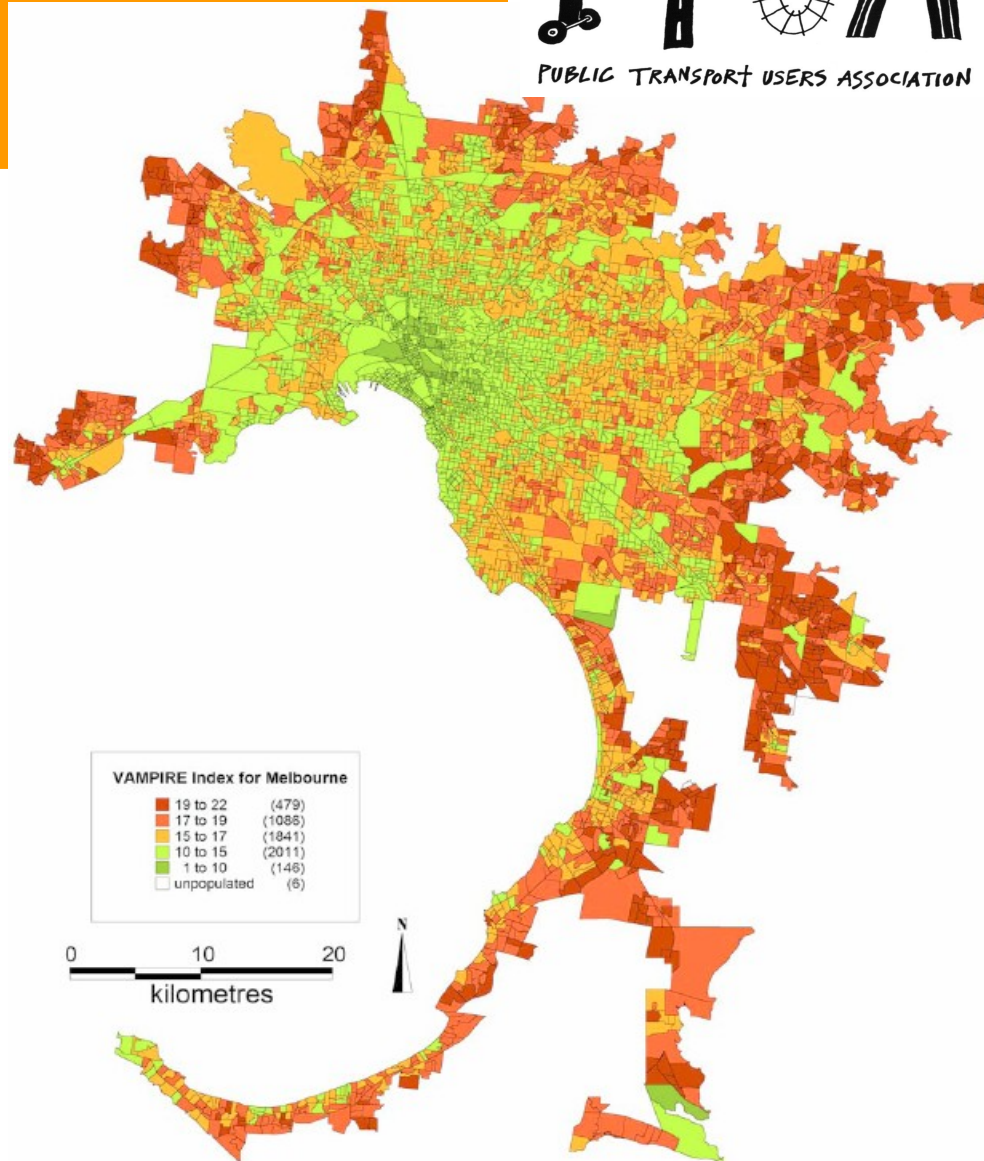 PUBLIC TRANSPORT USERS ASSOCIATION
VAMPIRE Index for Melbourne
19 to 22 (479)
17 to 19 (1086)
15 to 17 (1841)
10 to 15 (2011)
1 to 10 (146)
unpopulated (6)
N
0 10 20
kilometres